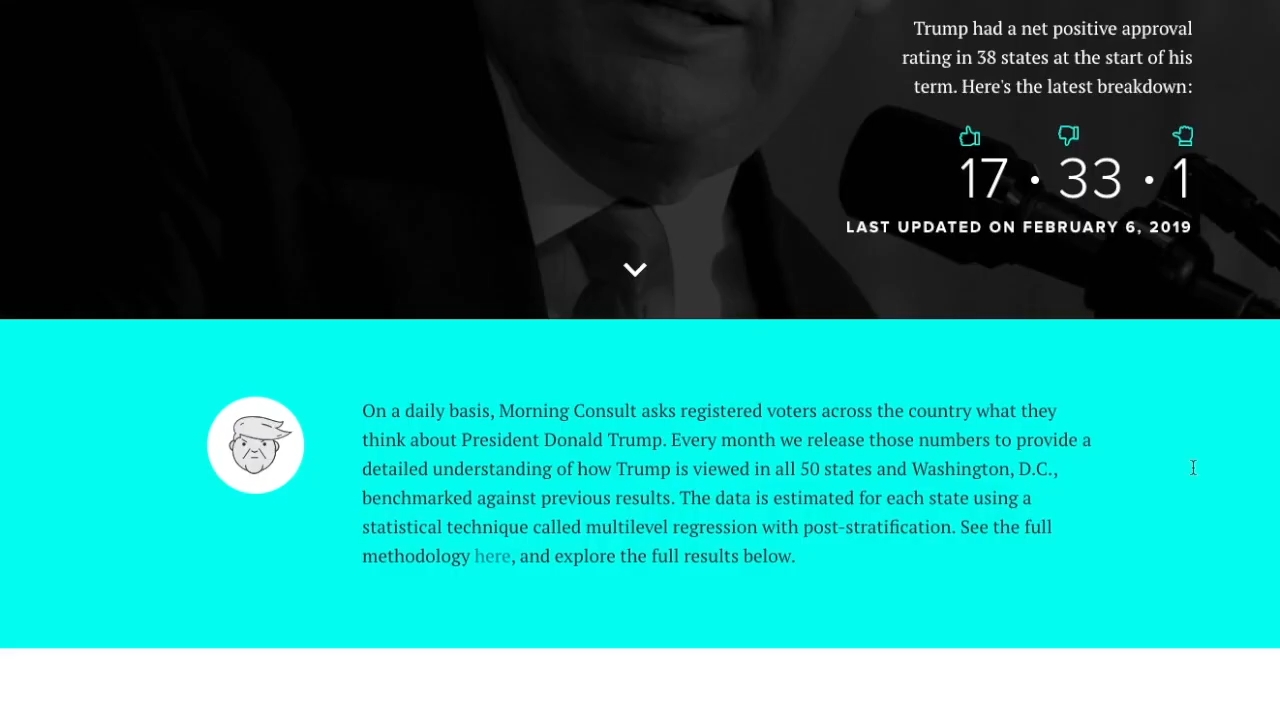 Trump had a net positive approval
rating in 38 states at the start of his
term. Here's the latest breakdown:
17 • 33 • 1
LAST UPDATED ON FEBRUARY 6, 2019
On a daily basis, Morning Consult asks registered voters across the country what they
think about President Donald Trump. Every month we release those numbers to provide a
detailed understanding of how Trump is viewed in all 50 states and Washington, D.C.,
benchmarked against previous results. The data is estimated for each state using a
statistical technique called multilevel regression with post-stratification. See the full
methodology here, and explore the full results below.